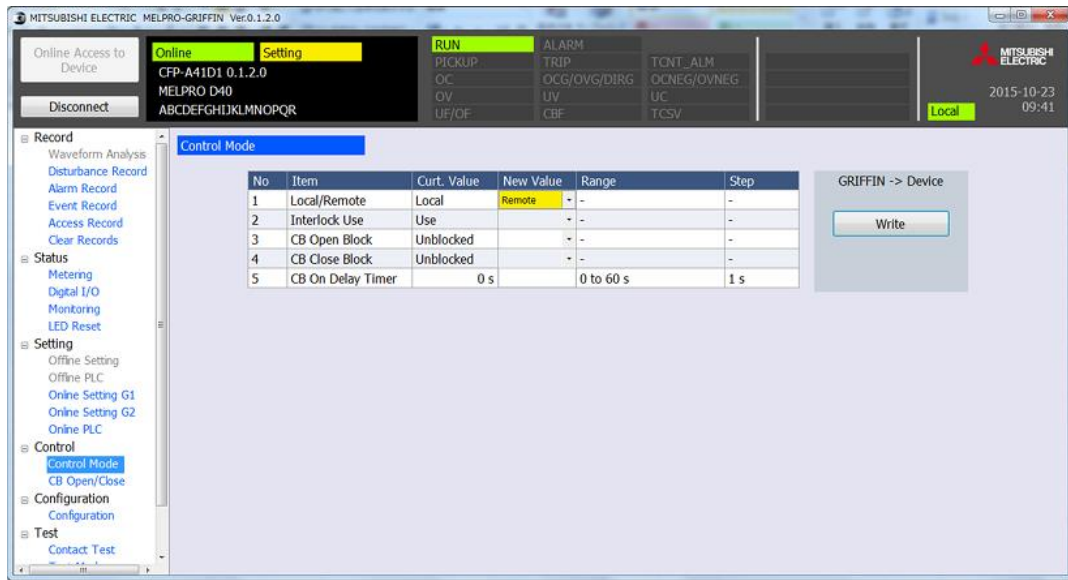 MITSUBISHI ELECTRIC MELPRO-GRIFFIN Ver.0.1.2.0
Online Access to
Device
Disconnect
Online Setting
CFP-A41D1 0.1.2.0
MELPRO D40
ABCDEFGHIJKLMNOPQR
RUN ALARM
PICKUP TRIP TCNT_ALM
OC OCG/OVG/DIRG OCNEG/OVNEG
OV UV UC
UF/OF CBF TCSV
MITSUBISHI
ELECTRIC
2015-10-23
Local 09:41
Record
Waveform Analysis
Disturbance Record
Alarm Record
Event Record
Access Record
Clear Records
Status
Metering
Digital I/O
Monitoring
LED Reset
Setting
Offline Setting
Offline PLC
Online Setting G1
Online Setting G2
Online PLC
Control
Control Mode
CB Open/Close
Configuration
Configuration
Test
Contact Test
Control Mode
No Item Curt. Value New Value Range Step
1 Local/Remote Local Remote - -
2 Interlock Use Use - -
3 CB Open Block Unblocked - -
4 CB Close Block Unblocked - -
5 CB On Delay Timer 0 s 0 to 60 s 1 s
GRIFFIN -> Device
Write